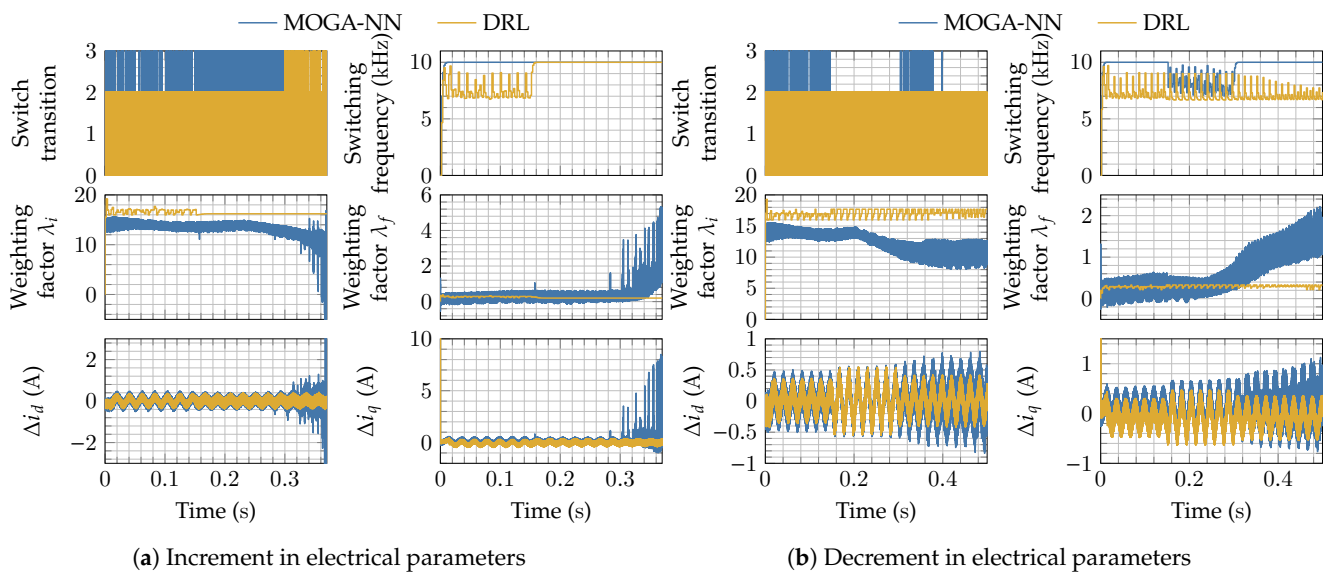 MOGA-NN DRL MOGA-NN DRL
Switch transition
3
2
1
0
Switching frequency (kHz)
10
5
0
Switch transition
3
2
1
0
Switching frequency (kHz)
10
5
0
Weighting factor λi
20
10
0
Weighting factor λf
6
4
2
0
Weighting factor λi
20
15
10
5
0
Weighting factor λf
2
1
0
Δid (A)
2
0
−2
0 0.1 0.2 0.3
Time (s)
Δiq (A)
10
5
0
0 0.1 0.2 0.3
Time (s)
Δid (A)
1
0.5
0
−0.5
−1
0 0.2 0.4
Time (s)
Δiq (A)
1
0
1
0 0.2 0.4
Time (s)
(a) Increment in electrical parameters
(b) Decrement in electrical parameters